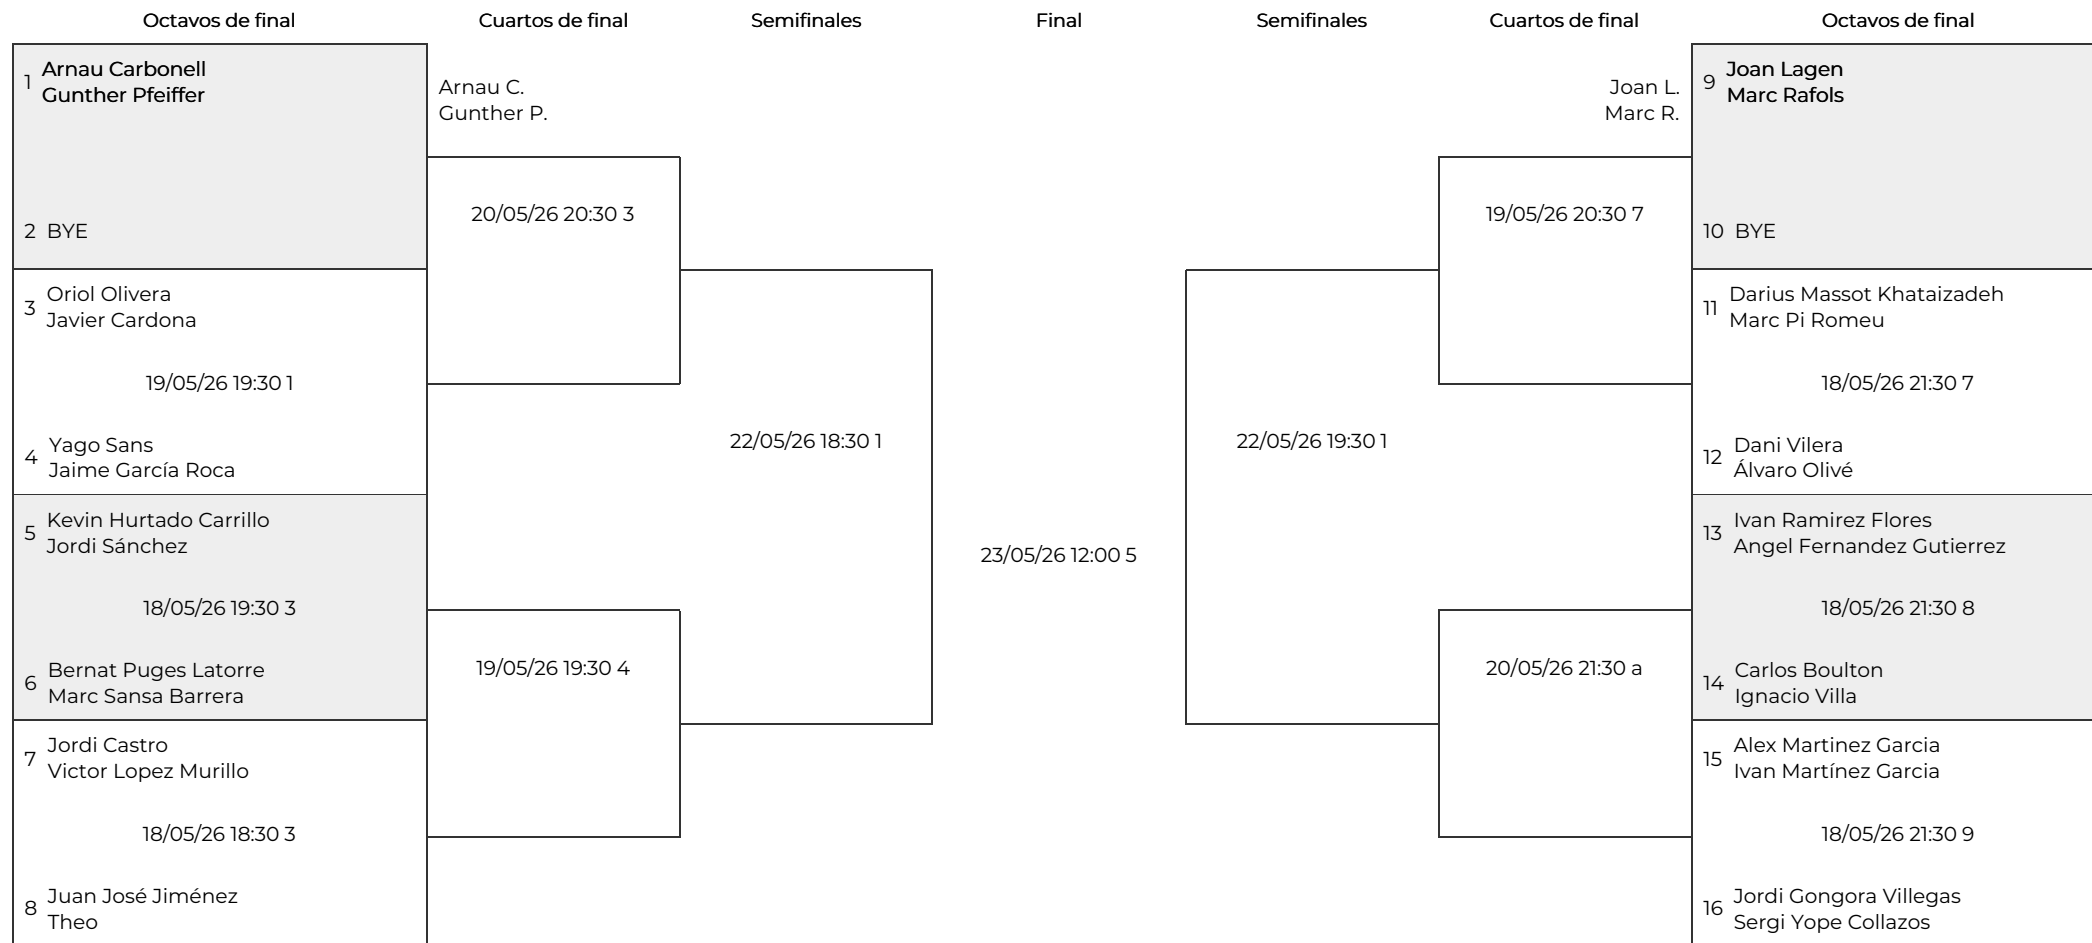 Octavos de final
Cuartos de final
Semifinales
Final
Semifinales
Cuartos de final
Octavos de final
1 Arnau Carbonell
Gunther Pfeiffer
2 BYE
3 Oriol Olivera
Javier Cardona
19/05/26 19:30 1
4 Yago Sans
Jaime García Roca
5 Kevin Hurtado Carrillo
Jordi Sánchez
18/05/26 19:30 3
6 Bernat Puges Latorre
Marc Sansa Barrera
7 Jordi Castro
Victor Lopez Murillo
18/05/26 18:30 3
8 Juan José Jiménez
Theo
Arnau C.
Gunther P.
20/05/26 20:30 3
19/05/26 19:30 4
22/05/26 18:30 1
23/05/26 12:00 5
22/05/26 19:30 1
Joan L.
Marc R.
19/05/26 20:30 7
20/05/26 21:30 a
9 Joan Lagen
Marc Rafols
10 BYE
11 Darius Massot Khataizadeh
Marc Pi Romeu
18/05/26 21:30 7
12 Dani Vilera
Álvaro Olivé
13 Ivan Ramirez Flores
Angel Fernandez Gutierrez
18/05/26 21:30 8
14 Carlos Boulton
Ignacio Villa
15 Alex Martinez Garcia
Ivan Martínez Garcia
18/05/26 21:30 9
16 Jordi Gongora Villegas
Sergi Yope Collazos